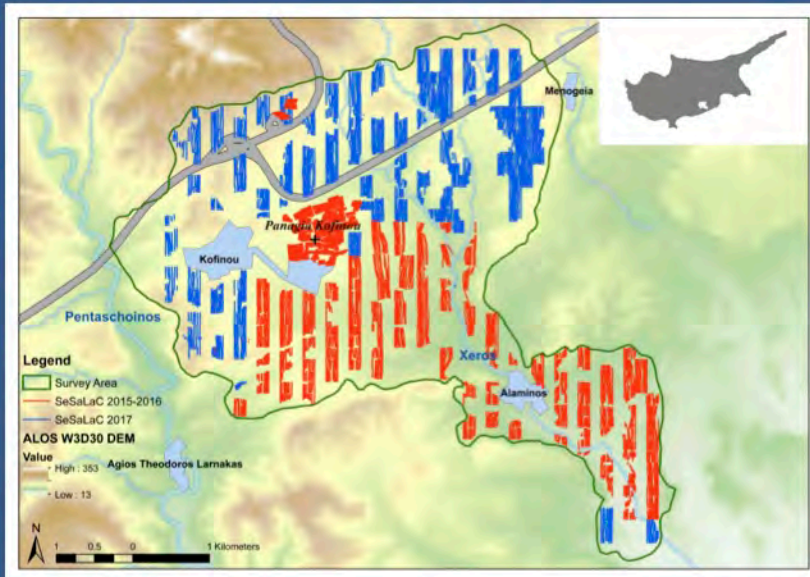 Menogeia
Panagia Kofinou
Kofinou
Pentaschoinos
Xeros
Alaminos
Legend
Survey Area
SeSaLaC 2015-2016
SeSaLaC 2017
ALOS W3D30 DEM
Value
High : 353
Low : 13
Agios Theodoros Larnakas
N
1 0.5 0 1 Kilometers